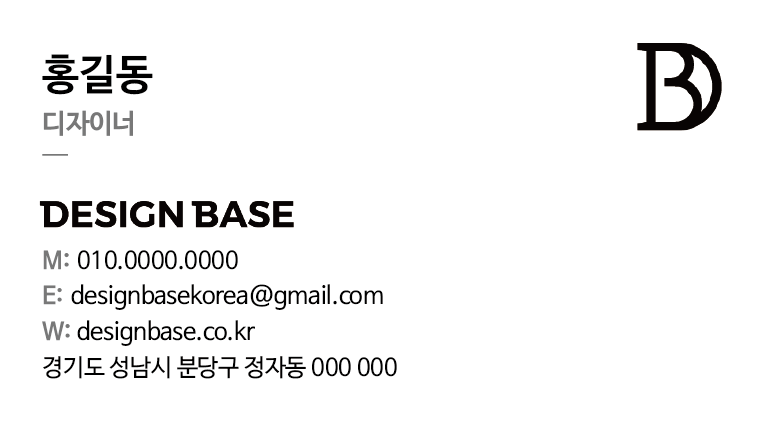 홍길동
디자이너
DESIGN BASE
M: 010.0000.0000
E: designbasekorea@gmail.com
W: designbase.co.kr
경기도 성남시 분당구 정자동 000 000